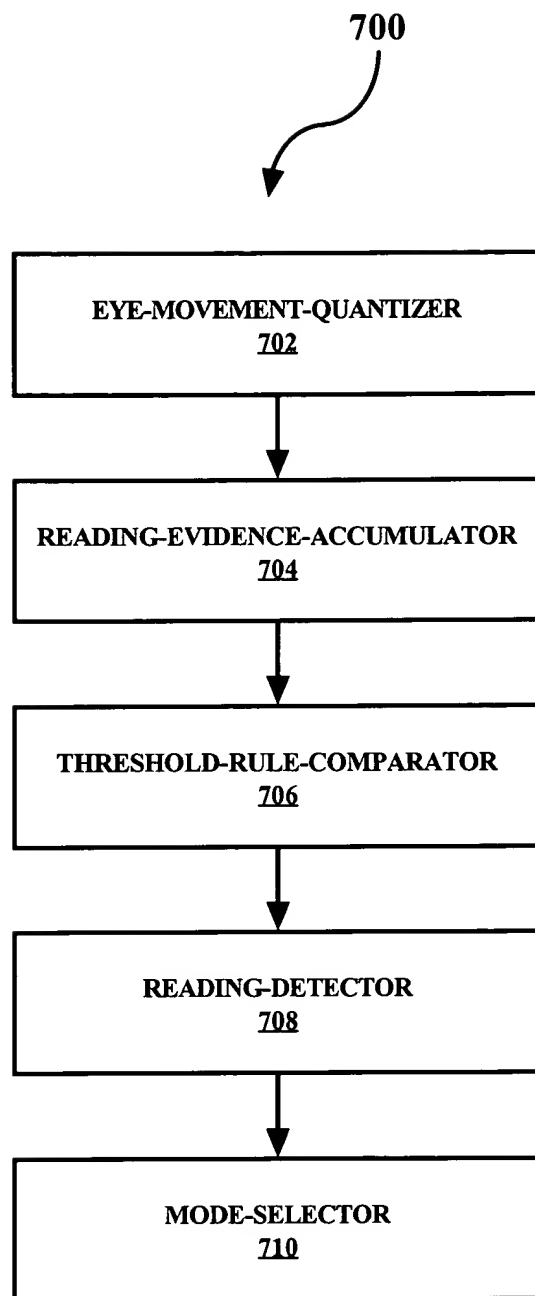 700
EYE-MOVEMENT-QUANTIZER
702
READING-EVIDENCE-ACCUMULATOR
704
THRESHOLD-RULE-COMPARATOR
706
READING-DETECTOR
708
MODE-SELECTOR
710